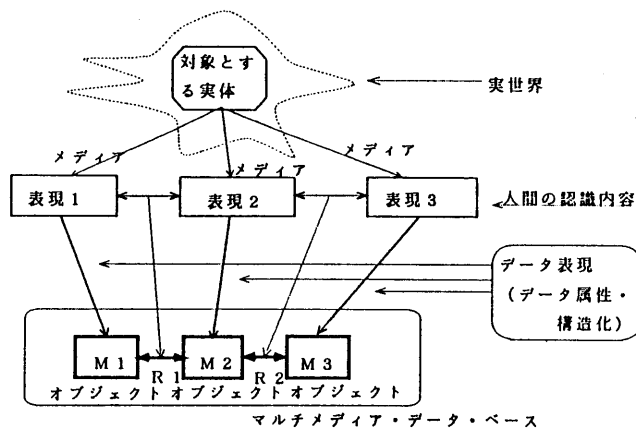 対象とす
る実体
実世界
メディア
メディア
メディア
表現1
表現2
表現3
人間の認識内容
データ表現
（データ属性・
構造化）
M1
M2
M3
R1
R2
オブジェクト オブジェクト オブジェクト
マルチメディア・データ・ベース